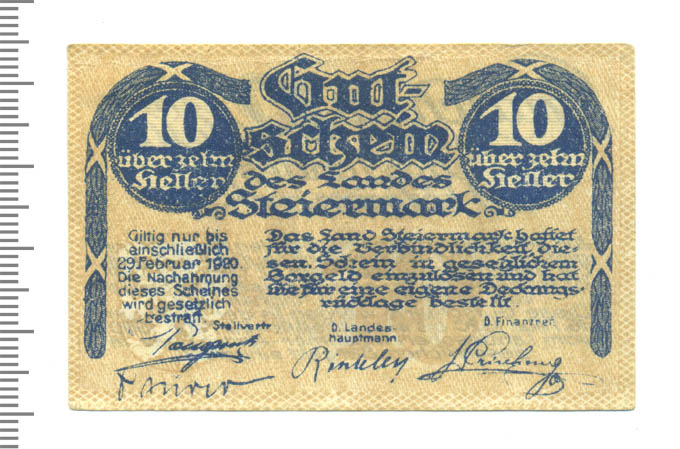 Gut-
schein
10
über zehn
Heller
10
über zehn
Heller
des Landes
Steiermark
Giltig nur bis
einschließlich
29. Februar 1920.
Die Nachahmung
dieses Scheines
wird gesetzlich
bestraft.
Das Land Steiermark haftet
für die Verbindlichkeit, die-
sen Schein in gesetzlichem
Bargeld einzulösen und hat
für eine eigene Deckungs-
rücklage bestellt.
Stellvertr
D. Landes-
hauptmann
D. Finanzref.
Rintelen